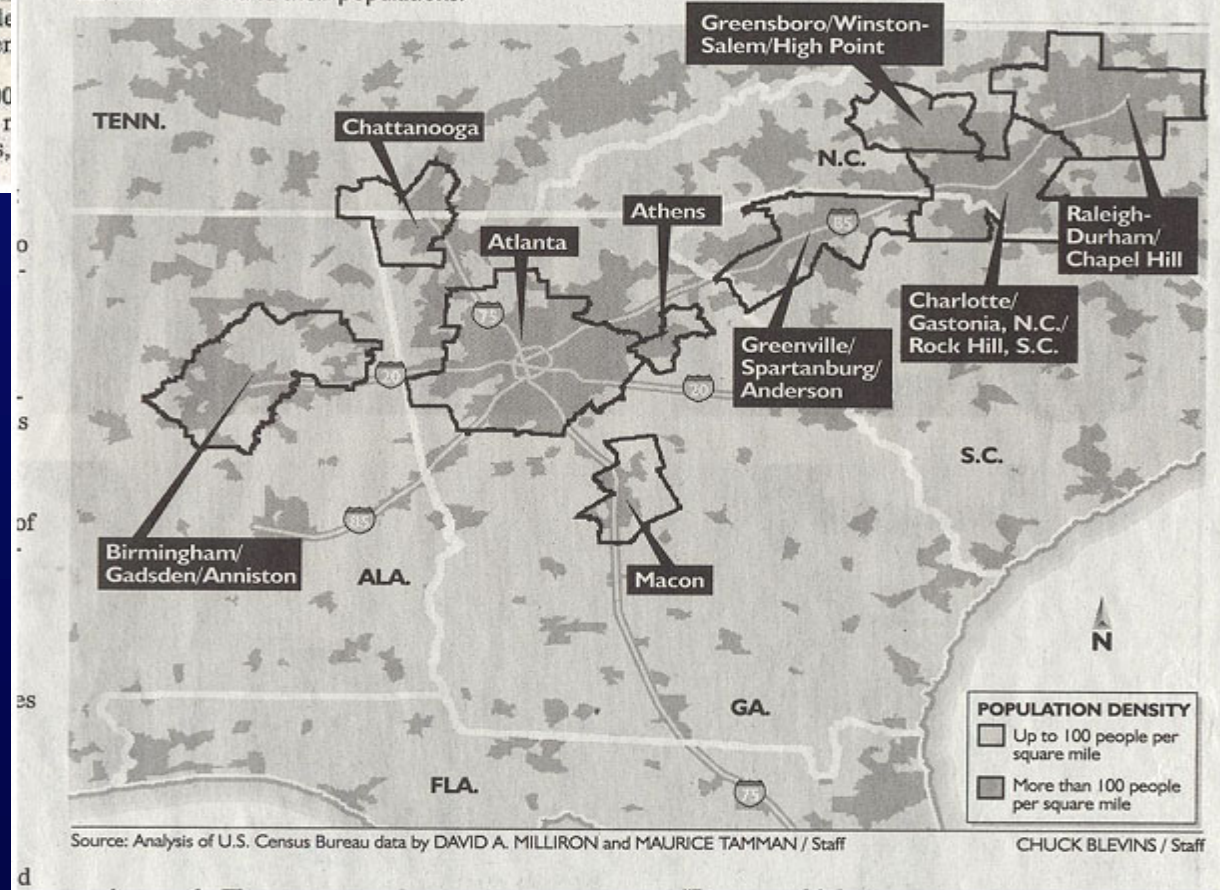 their populations.
Greensboro/Winston-
Salem/High Point
TENN.
Chattanooga
N.C.
Athens
Raleigh-
Durham/
Chapel Hill
85
Atlanta
75
Charlotte/
Gastonia, N.C./
Rock Hill, S.C.
Greenville/
Spartanburg/
Anderson
20
20
S.C.
85
Birmingham/
Gadsden/Anniston
ALA.
Macon
N
GA.
POPULATION DENSITY
Up to 100 people per
square mile
More than 100 people
per square mile
FLA.
75
Source: Analysis of U.S. Census Bureau data by DAVID A. MILLIRON and MAURICE TAMMAN / Staff
CHUCK BLEVINS / Staff
of